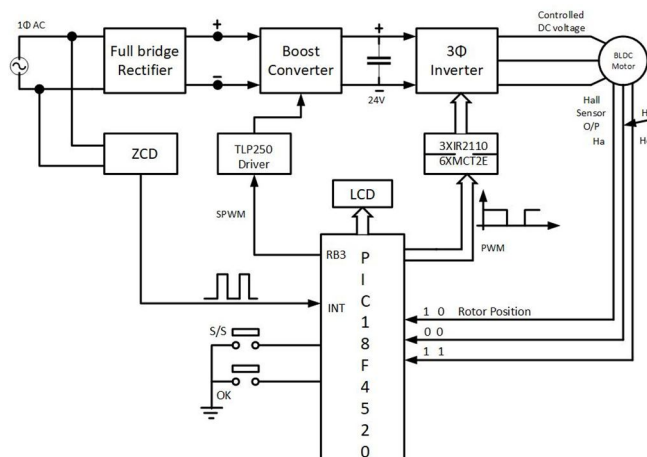 1Φ AC
+
−
Full bridge
Rectifier
Boost
Converter
+
−
24V
3Φ
Inverter
Controlled
DC voltage
BLDC
Motor
Hall
Sensor
O/P
Ha
H
ZCD
TLP250
Driver
3XIR2110
6XMCT2E
LCD
SPWM
PWM
RB3
INT
P
I
C
1
8
F
4
5
2
0
1 0 Rotor Position
0 0
1 1
S/S
OK